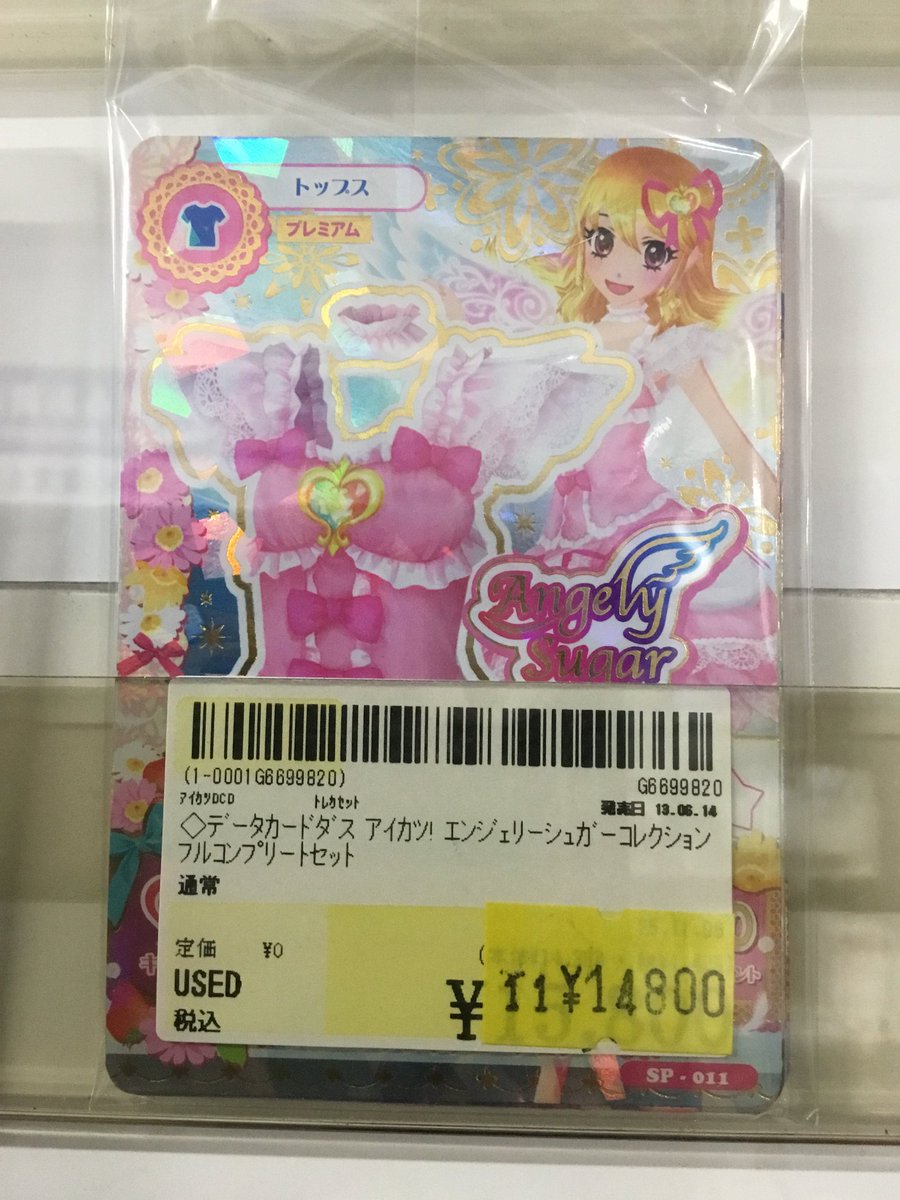 トップス
プレミアム
Angely
Sugar
(1-0001G6699820)
G6699820
アイカツDCD
トレカセット
発売日 13.06.14
◇データカードダス アイカツ! エンジェリーシュガーコレクション
フルコンプリートセット
通常
定価 ¥0
USED
¥
11¥14800
税込
SP-011